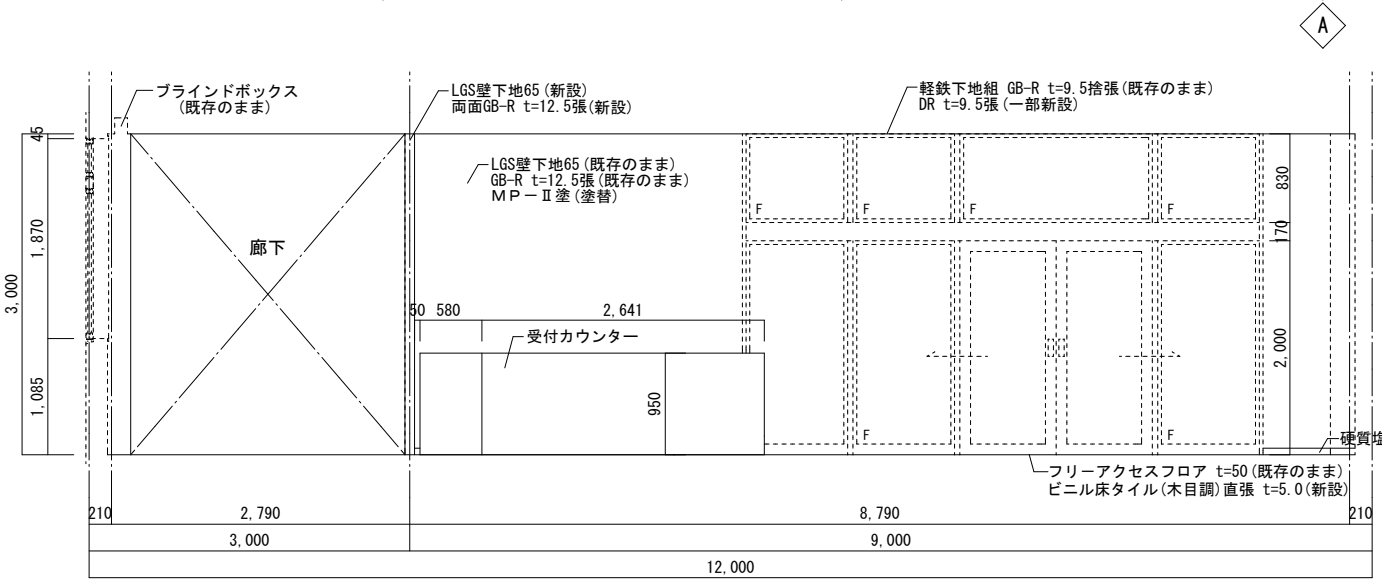 A
ブラインドボックス
(既存のまま)
LGS壁下地65(新設)
両面GB-R t=12.5張(新設)
軽鉄下地組 GB-R t=9.5捨張(既存のまま)
DR t=9.5張(一部新設)
LGS壁下地65(既存のまま)
GB-R t=12.5張(既存のまま)
MP－Ⅱ塗(塗替)
45
1,870
3,000
1,085
廊下
830
170
2,000
F
F
F
F
50
580
2,641
受付カウンター
950
F
F
硬質塩
フリーアクセスフロア t=50(既存のまま)
ビニル床タイル(木目調)直張 t=5.0(新設)
210
2,790
8,790
210
3,000
9,000
12,000